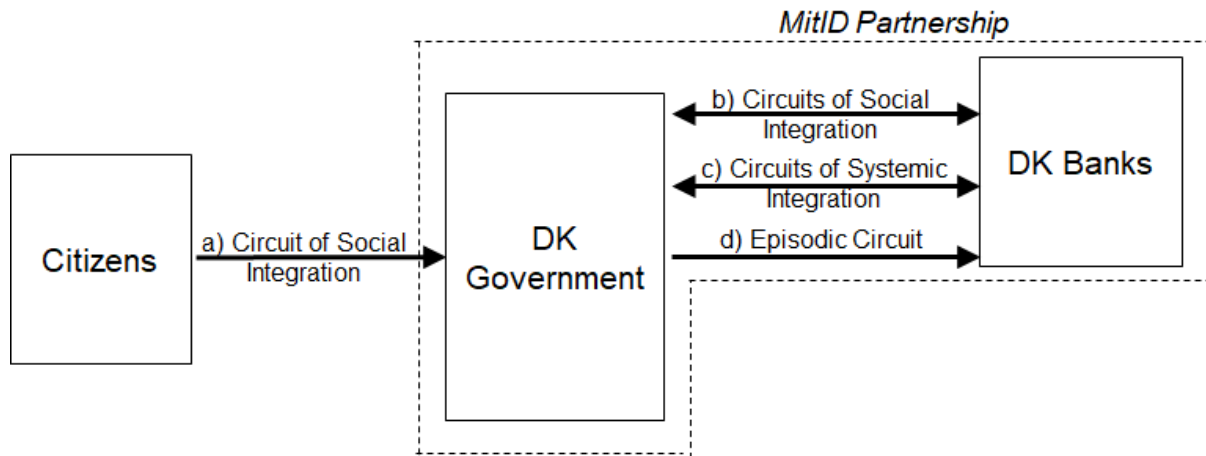 MitID Partnership
Citizens
a) Circuit of Social
Integration
DK
Government
b) Circuits of Social
Integration
c) Circuits of Systemic
Integration
d) Episodic Circuit
DK Banks